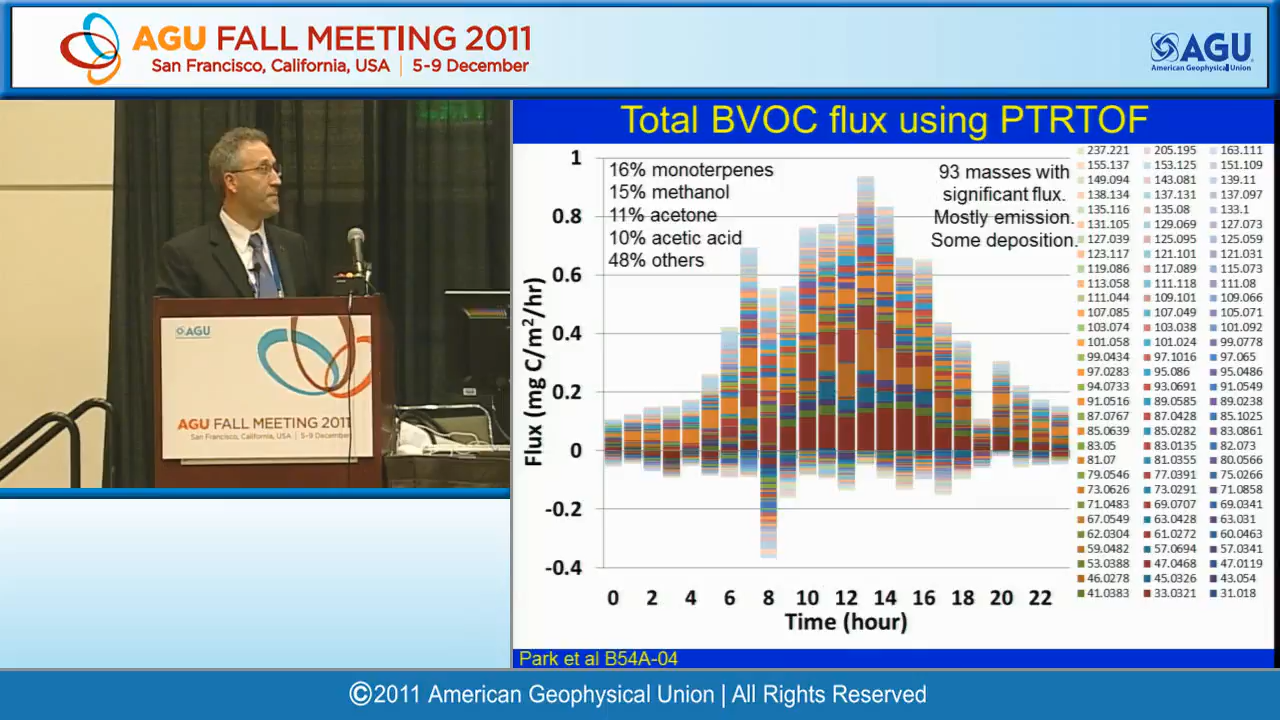 AGU FALL MEETING 2011
San Francisco, California, USA | 5-9 December
AGU
American Geophysical Union
AGU
AGU FALL MEETING 2011
San Francisco, California, USA | 5-9 December
Total BVOC flux using PTRTOF
16% monoterpenes
15% methanol
11% acetone
10% acetic acid
48% others
93 masses with
significant flux.
Mostly emission.
Some deposition.
Flux (mg C/m²/hr)
1
0.8
0.6
0.4
0.2
0
-0.2
-0.4
0 2 4 6 8 10 12 14 16 18 20 22
Time (hour)
237.221 205.195 163.111
155.137 153.125 151.109
149.094 143.081 139.11
138.134 137.131 137.097
135.116 135.08 133.1
131.105 129.069 127.073
127.039 125.095 125.059
123.117 121.101 121.031
119.086 117.089 115.073
113.058 111.118 111.08
111.044 109.101 109.066
107.085 107.049 105.071
103.074 103.038 101.092
101.058 101.024 99.0778
99.0434 97.1016 97.065
97.0283 95.086 95.0486
94.0733 93.0691 91.0549
91.0516 89.0585 89.0238
87.0767 87.0428 85.1025
85.0639 85.0282 83.0861
83.05 83.0135 82.073
81.07 81.0355 80.0566
79.0546 77.0391 75.0266
73.0626 73.0291 71.0858
71.0483 69.0707 69.0341
67.0549 63.0428 63.031
62.0304 61.0272 60.0463
59.0482 57.0694 57.0341
53.0388 47.0468 47.0119
46.0278 45.0326 43.054
41.0383 33.0321 31.018
Park et al B54A-04
©2011 American Geophysical Union | All Rights Reserved